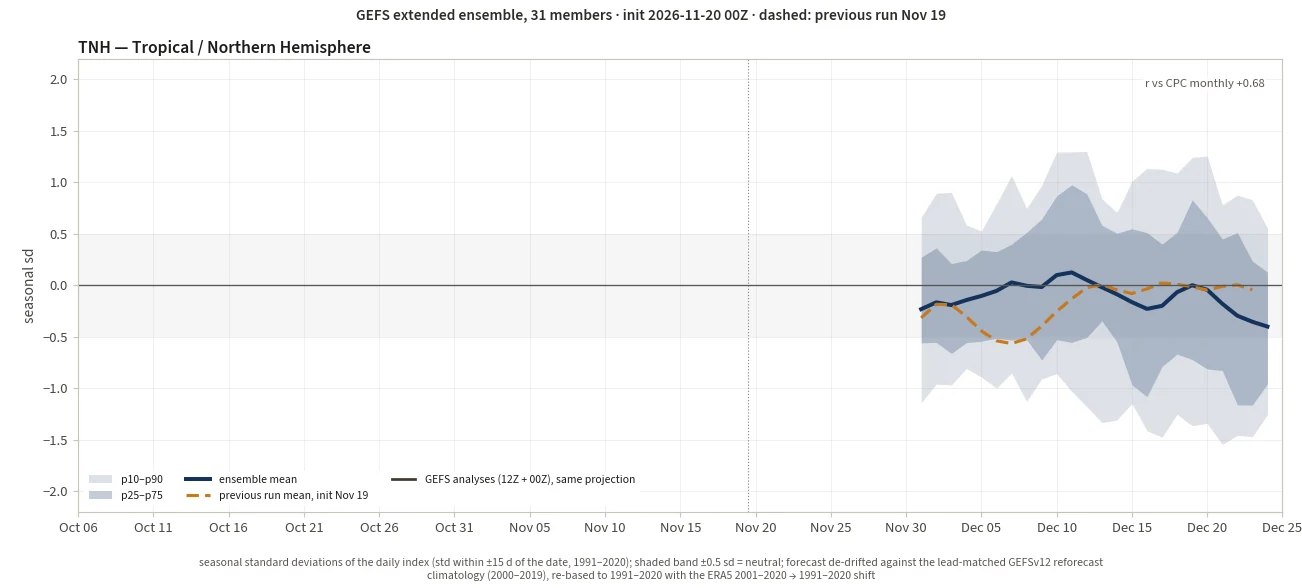 GEFS extended ensemble, 31 members · init 2026-11-20 00Z · dashed: previous run Nov 19
TNH — Tropical / Northern Hemisphere
r vs CPC monthly +0.68
2.0
1.5
1.0
0.5
0.0
−0.5
−1.0
−1.5
−2.0
seasonal sd
p10–p90
p25–p75
ensemble mean
previous run mean, init Nov 19
GEFS analyses (12Z + 00Z), same projection
Oct 06 Oct 11 Oct 16 Oct 21 Oct 26 Oct 31 Nov 05 Nov 10 Nov 15 Nov 20 Nov 25 Nov 30 Dec 05 Dec 10 Dec 15 Dec 20 Dec 25
seasonal standard deviations of the daily index (std within ±15 d of the date, 1991–2020); shaded band ±0.5 sd = neutral; forecast de-drifted against the lead-matched GEFSv12 reforecast
climatology (2000–2019), re-based to 1991–2020 with the ERA5 2001–2020 → 1991–2020 shift